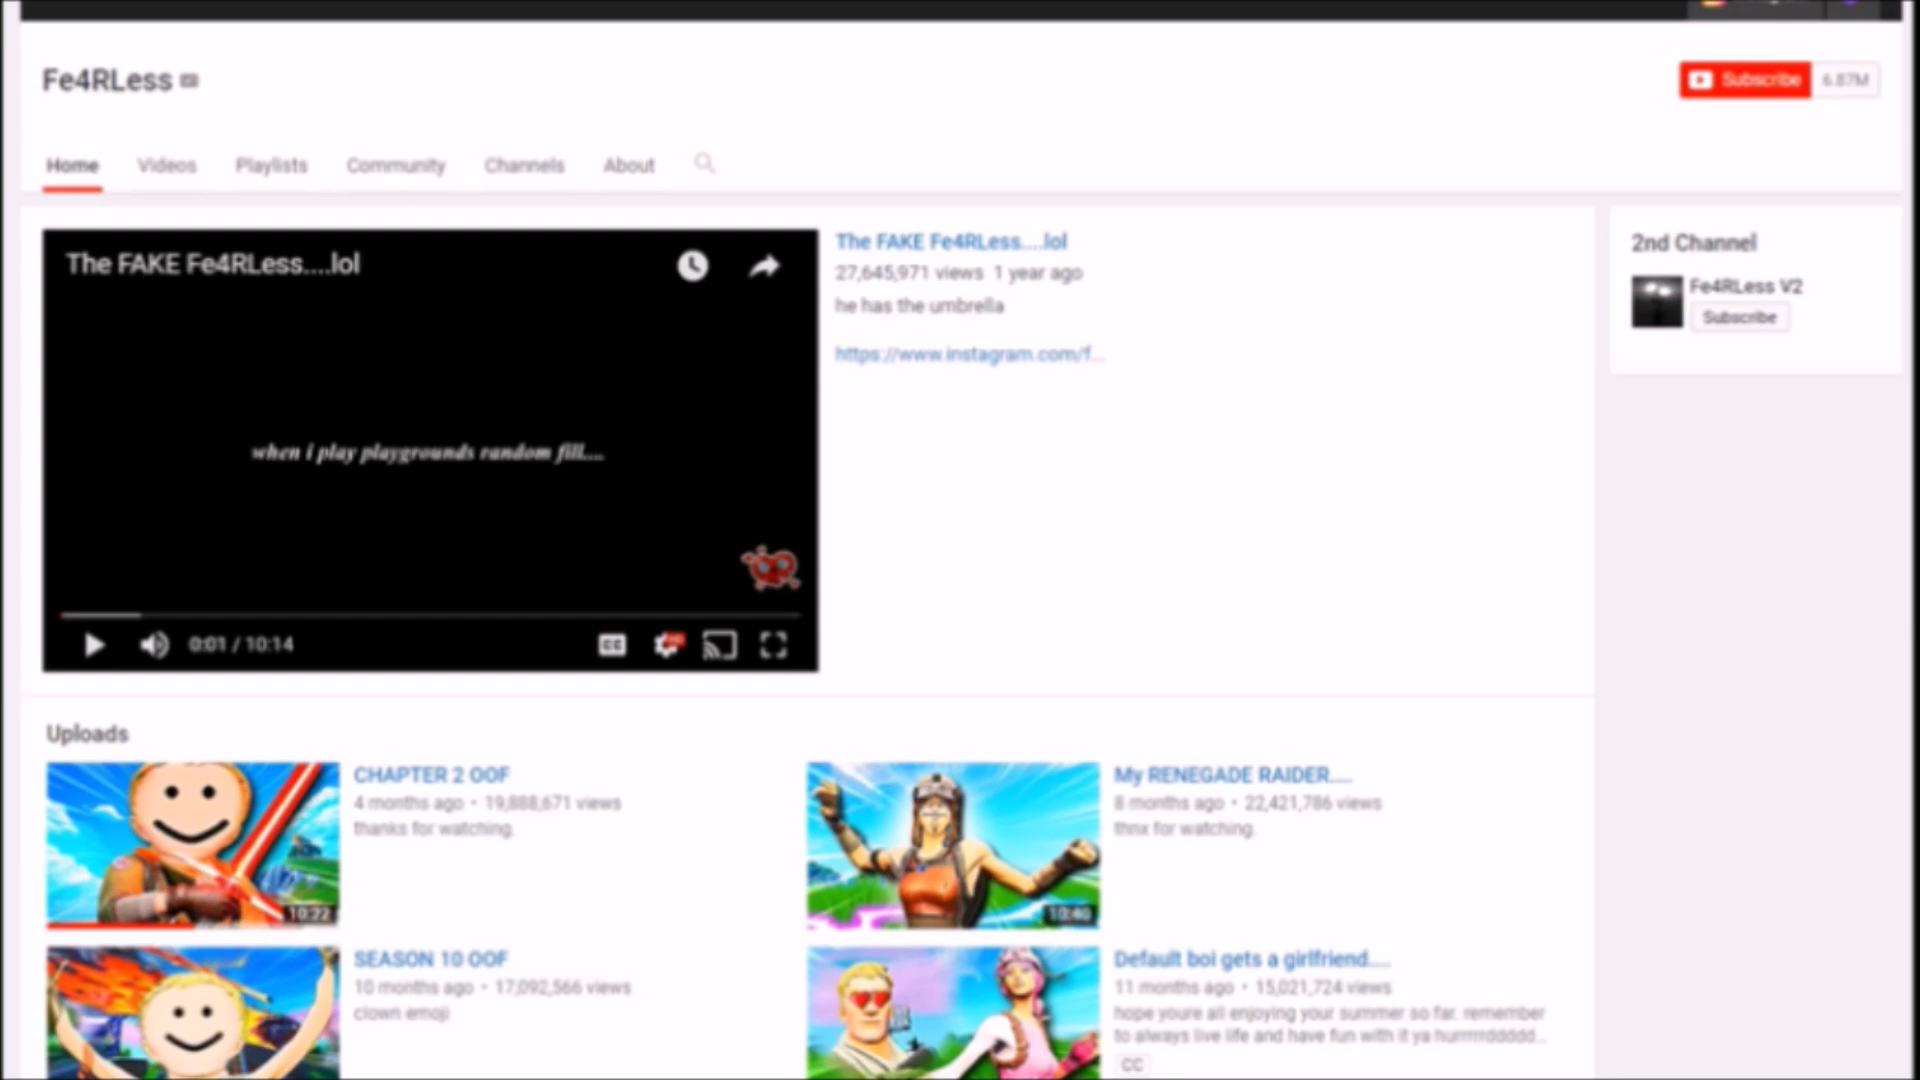 Fe4RLess
Subscribe 6.87M
Home Videos Playlists Community Channels About
The FAKE Fe4RLess....lol
when i play playgrounds random fill....
0:01 / 10:14
CC
The FAKE Fe4RLess....lol
27,645,971 views 1 year ago
he has the umbrella
https://www.instagram.com/f...
2nd Channel
Fe4RLess V2
Subscribe
Uploads
10:22
CHAPTER 2 OOF
4 months ago • 19,888,671 views
thanks for watching.
10:40
My RENEGADE RAIDER....
8 months ago • 22,421,786 views
thnx for watching.
SEASON 10 OOF
10 months ago • 17,092,566 views
clown emoji
Default boi gets a girlfriend....
11 months ago • 15,021,724 views
hope youre all enjoying your summer so far. remember
to always live life and have fun with it ya hurrrrrddddd...
CC